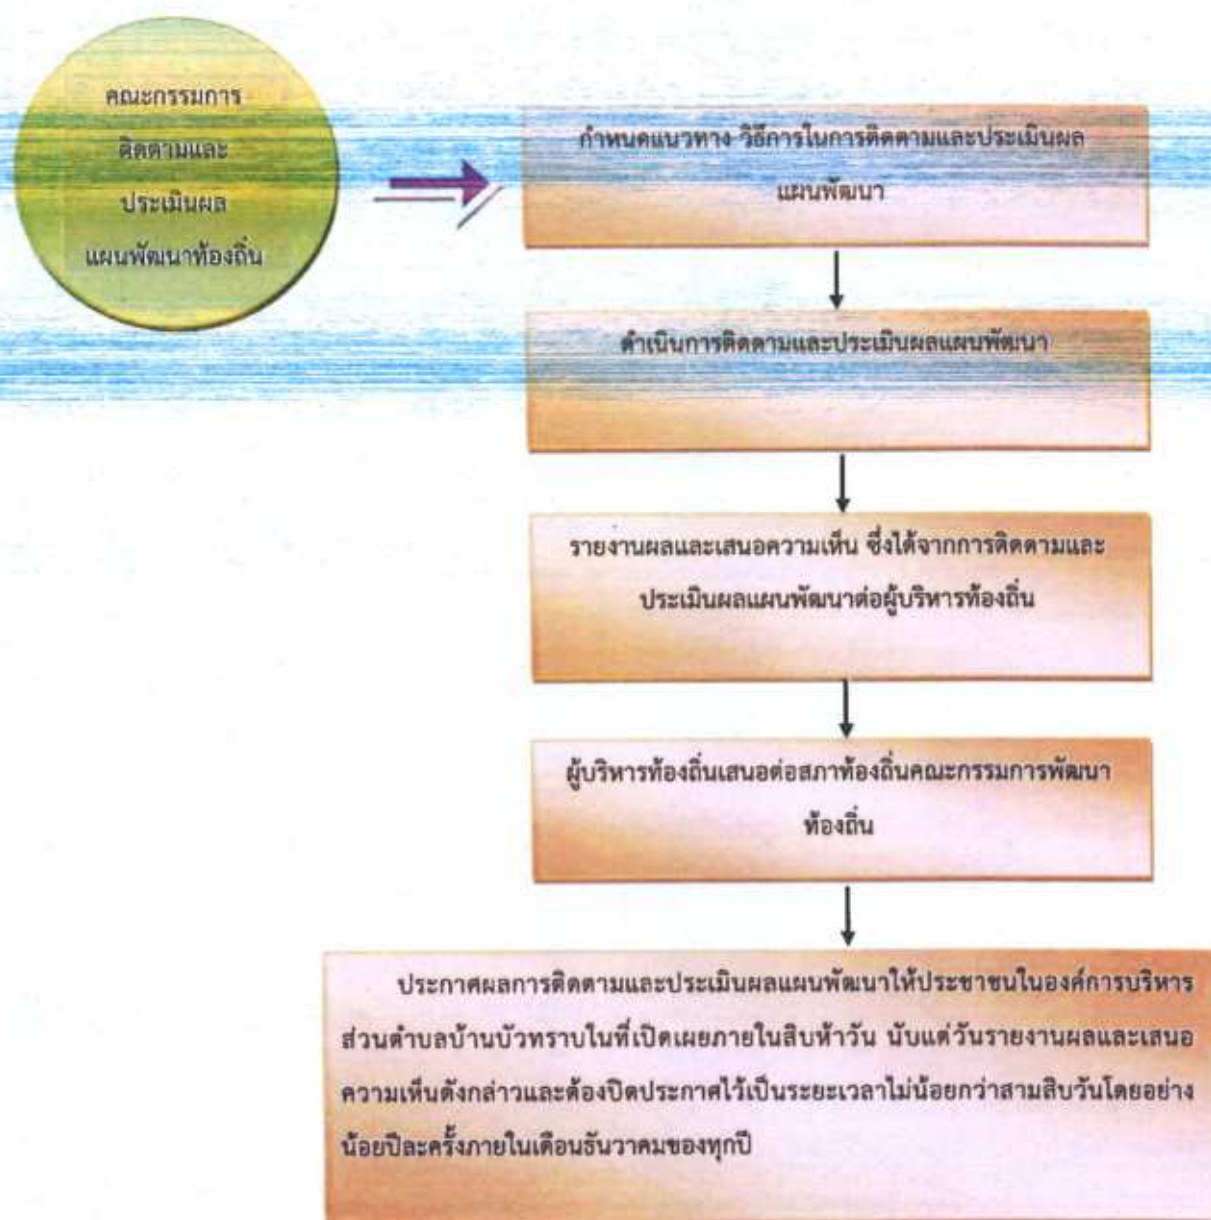 คณะกรรมการ
ติดตามและ
ประเมินผล
แผนพัฒนาท้องถิ่น
กำหนดแนวทาง วิธีการในการติดตามและประเมินผล
แผนพัฒนา
ดำเนินการติดตามและประเมินผลแผนพัฒนา
รายงานผลและเสนอความเห็น ซึ่งได้จากการติดตามและ
ประเมินผลแผนพัฒนาต่อผู้บริหารท้องถิ่น
ผู้บริหารท้องถิ่นเสนอต่อสภาท้องถิ่นคณะกรรมการพัฒนา
ท้องถิ่น
ประกาศผลการติดตามและประเมินผลแผนพัฒนาให้ประชาชนในองค์การบริหาร
ส่วนตำบลบ้านบัวทราบในที่เปิดเผยภายในสิบห้าวัน นับแต่วันรายงานผลและเสนอ
ความเห็นดังกล่าวและต้องปิดประกาศไว้เป็นระยะเวลาไม่น้อยกว่าสามสิบวันโดยอย่าง
น้อยปีละครั้งภายในเดือนธันวาคมของทุกปี